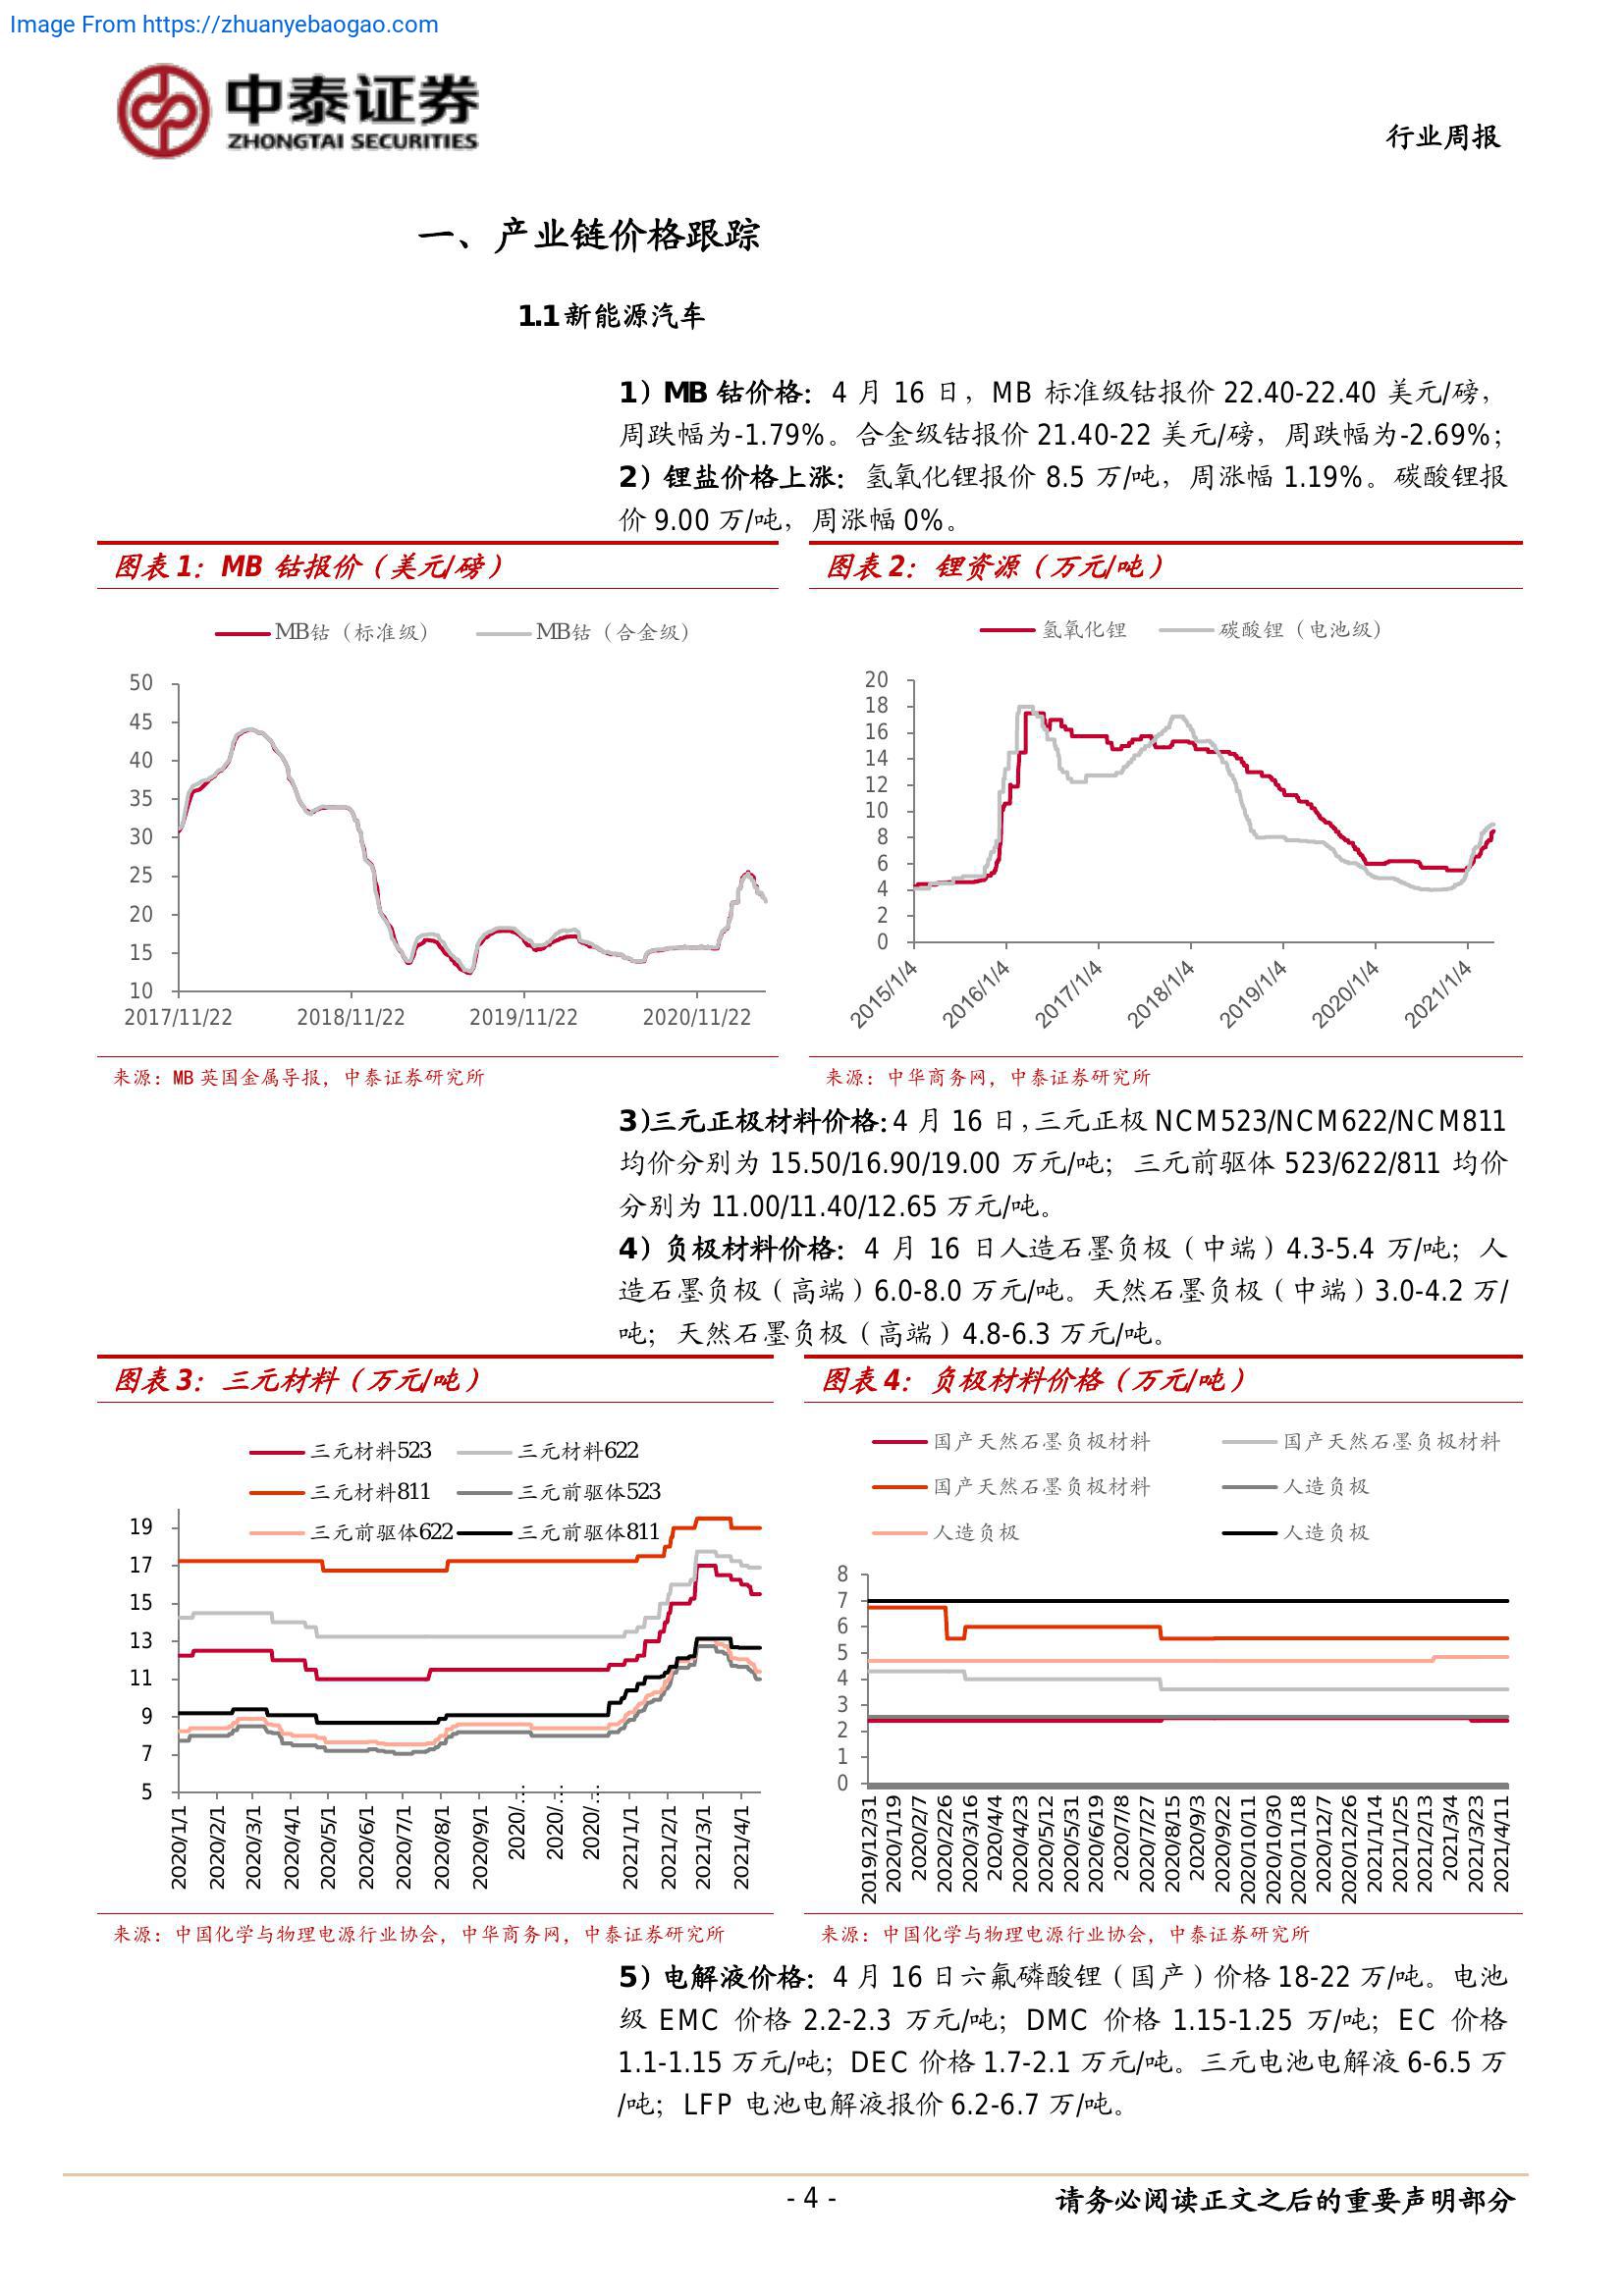 Image From https://zhuanyebaogao.com
中泰证券
ZHONGTAI SECURITIES
行业周报
一、产业链价格跟踪
1.1 新能源汽车
1）MB 钴价格：4 月 16 日，MB 标准级钴报价 22.40-22.40 美元/磅，
周跌幅为-1.79%。合金级钴报价 21.40-22 美元/磅，周跌幅为-2.69%；
2）锂盐价格上涨：氢氧化锂报价 8.5 万/吨，周涨幅 1.19%。碳酸锂报
价 9.00 万/吨，周涨幅 0%。
图表 1：MB 钴报价（美元/磅）
MB钴（标准级） MB钴（合金级）
50
45
40
35
30
25
20
15
10
2017/11/22 2018/11/22 2019/11/22 2020/11/22
来源：MB 英国金属导报，中泰证券研究所
图表 2：锂资源（万元/吨）
氢氧化锂 碳酸锂（电池级）
20
18
16
14
12
10
8
6
4
2
0
2015/1/4 2016/1/4 2017/1/4 2018/1/4 2019/1/4 2020/1/4 2021/1/4
来源：中华商务网，中泰证券研究所
3)三元正极材料价格:4 月 16 日,三元正极 NCM523/NCM622/NCM811
均价分别为 15.50/16.90/19.00 万元/吨；三元前驱体 523/622/811 均价
分别为 11.00/11.40/12.65 万元/吨。
4）负极材料价格：4 月 16 日人造石墨负极（中端）4.3-5.4 万/吨；人
造石墨负极（高端）6.0-8.0 万元/吨。天然石墨负极（中端）3.0-4.2 万/
吨；天然石墨负极（高端）4.8-6.3 万元/吨。
图表 3：三元材料（万元/吨）
三元材料523 三元材料622
三元材料811 三元前驱体523
三元前驱体622 三元前驱体811
19
17
15
13
11
9
7
5
2020/1/1 2020/2/1 2020/3/1 2020/4/1 2020/5/1 2020/6/1 2020/7/1 2020/8/1 2020/9/1 2020/… 2020/… 2020/… 2021/1/1 2021/2/1 2021/3/1 2021/4/1
来源：中国化学与物理电源行业协会，中华商务网，中泰证券研究所
图表 4：负极材料价格（万元/吨）
国产天然石墨负极材料 国产天然石墨负极材料
国产天然石墨负极材料 人造负极
人造负极 人造负极
8
7
6
5
4
3
2
1
0
2019/12/31 2020/1/19 2020/2/7 2020/2/26 2020/3/16 2020/4/4 2020/4/23 2020/5/12 2020/5/31 2020/6/19 2020/7/8 2020/7/27 2020/8/15 2020/9/3 2020/9/22 2020/10/11 2020/10/30 2020/11/18 2020/12/7 2020/12/26 2021/1/14 2021/1/25 2021/2/13 2021/3/4 2021/3/23 2021/4/11
来源：中国化学与物理电源行业协会，中泰证券研究所
5）电解液价格：4 月 16 日六氟磷酸锂（国产）价格 18-22 万/吨。电池
级 EMC 价格 2.2-2.3 万元/吨；DMC 价格 1.15-1.25 万/吨；EC 价格
1.1-1.15 万元/吨；DEC 价格 1.7-2.1 万元/吨。三元电池电解液 6-6.5 万
/吨；LFP 电池电解液报价 6.2-6.7 万/吨。
- 4 -
请务必阅读正文之后的重要声明部分